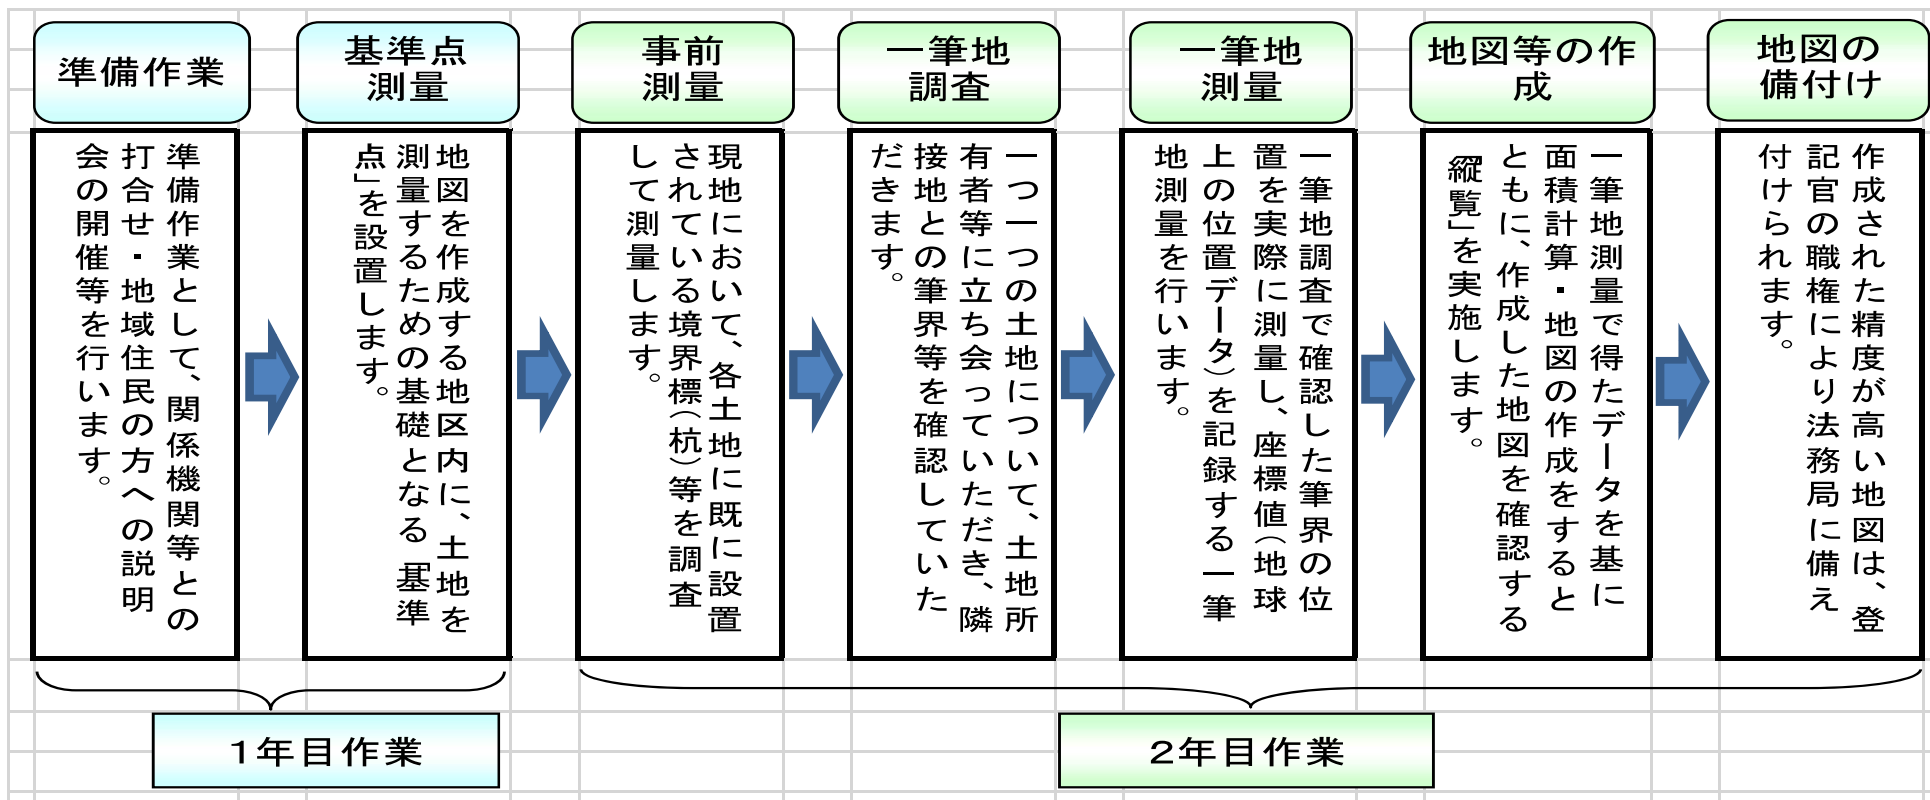 準備作業
基準点
測量
事前
測量
一筆地
調査
一筆地
測量
地図等の作
成
地図の
備付け
準備作業として、関係機関等との
打合せ・地域住民の方への説明
会の開催等を行います。
地図を作成する地区内に、土地を
測量するための基礎となる「基準
点」を設置します。
現地において、各土地に既に設置
されている境界標(杭)等を調査
して測量します。
一つ一つの土地について、土地所
有者等に立ち会っていただき、隣
接地との筆界等を確認していた
だきます。
一筆地調査で確認した筆界の位
置を実際に測量し、座標値(地球
上の位置データ)を記録する一筆
地測量を行います。
一筆地測量で得たデータを基に
面積計算・地図の作成をすると
ともに、作成した地図を確認する
「縦覧」を実施します。
作成された精度が高い地図は、登
記官の職権により法務局に備え
付けられます。
1年目作業
2年目作業